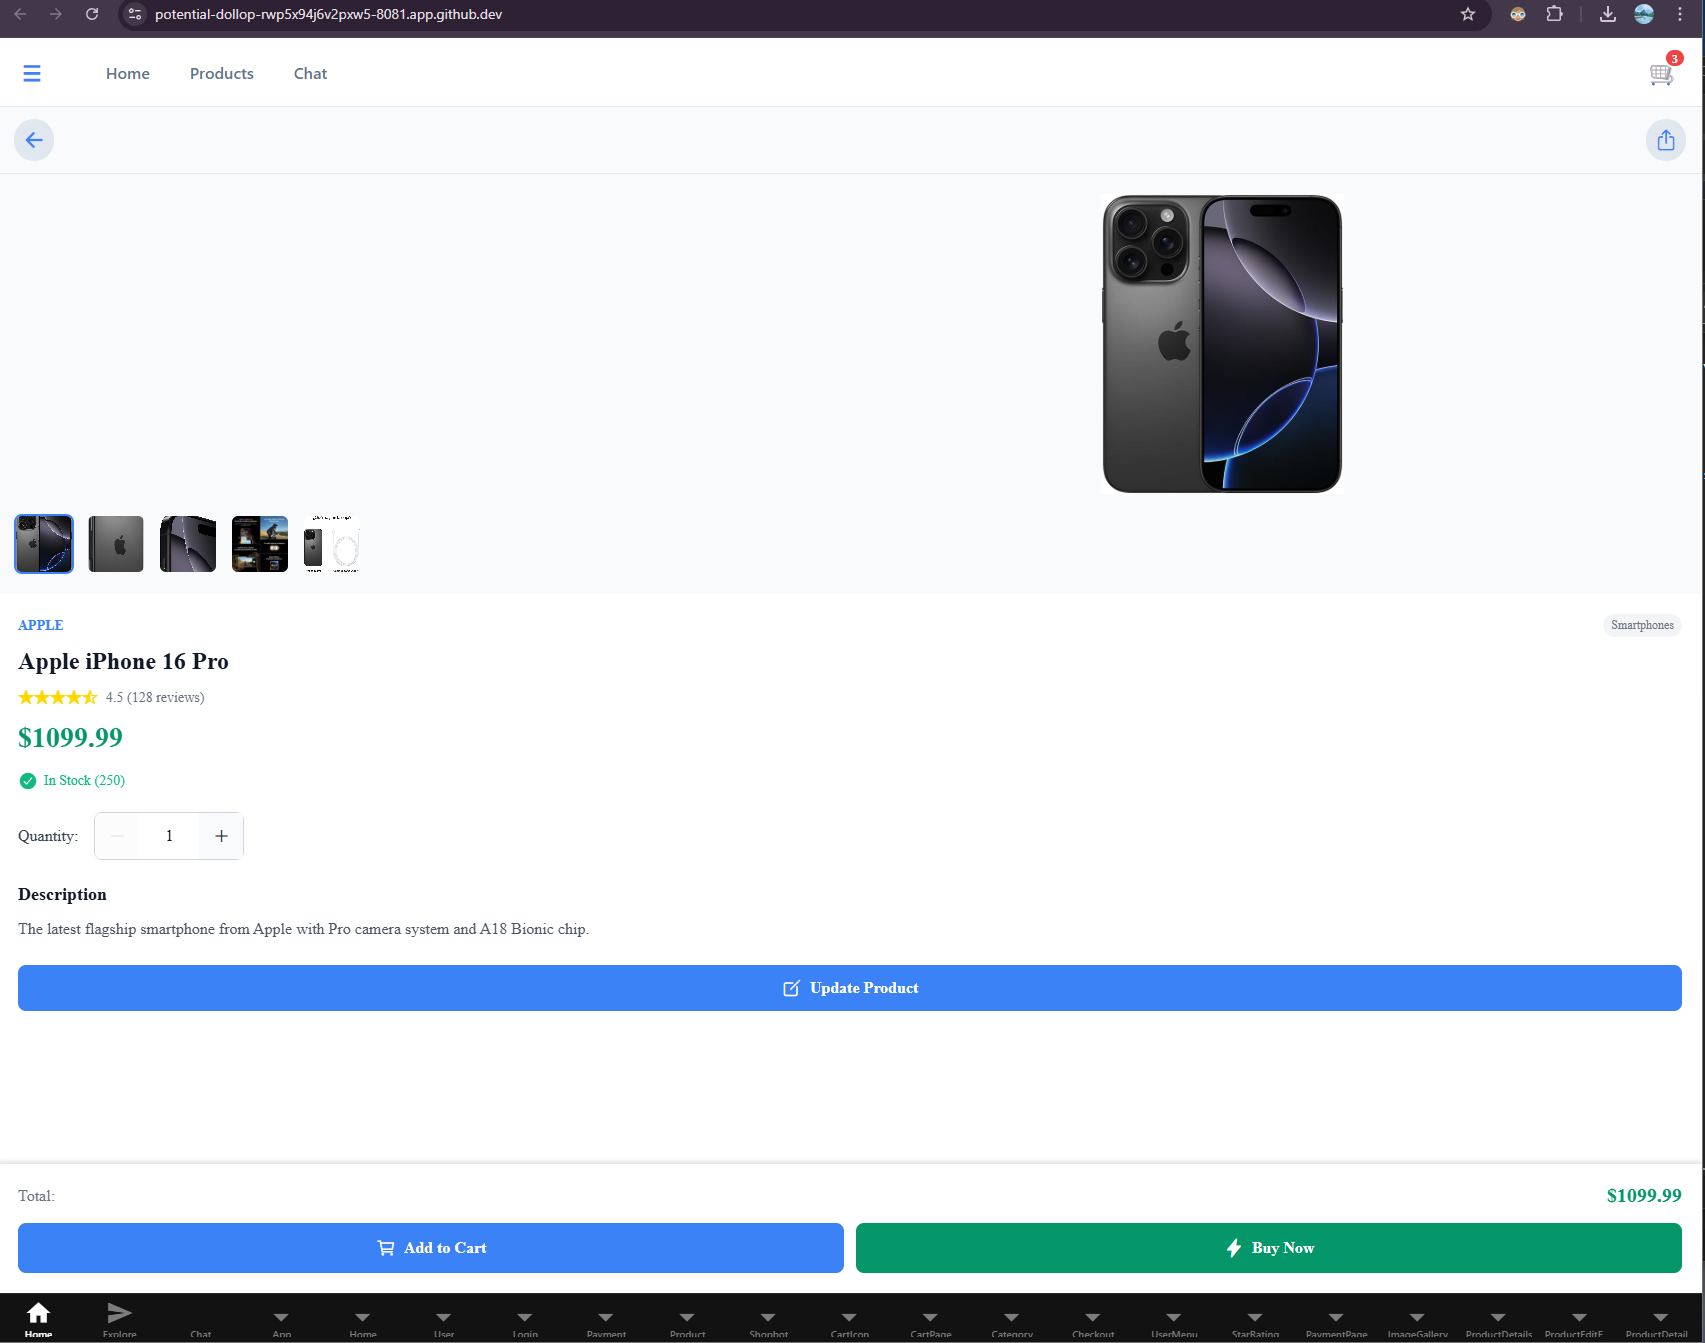 potential-dollop-rwp5x94j6v2pxw5-8081.app.github.dev
Home Products Chat
3
APPLE
Smartphones
Apple iPhone 16 Pro
4.5 (128 reviews)
$1099.99
In Stock (250)
Quantity: 1
Description
The latest flagship smartphone from Apple with Pro camera system and A18 Bionic chip.
Update Product
Total: $1099.99
Add to Cart
Buy Now
Home Explore Chat App Home User Login Payment Product Shopbot CartIcon CartPage Category Checkout UserMenu StarRating PaymentPage ImageGallery ProductDetails ProductEditF ProductDetail